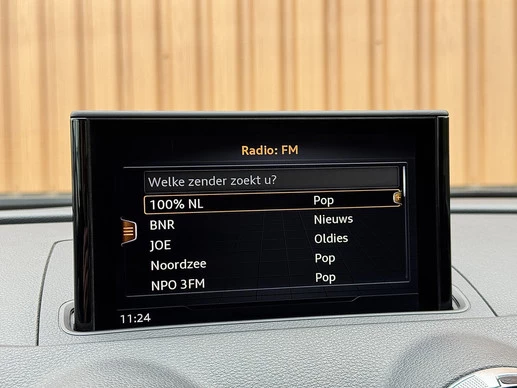 Radio: FM
Welke zender zoekt u?
100% NL Pop
BNR Nieuws
JOE Oldies
Noordzee Pop
NPO 3FM Pop
11:24